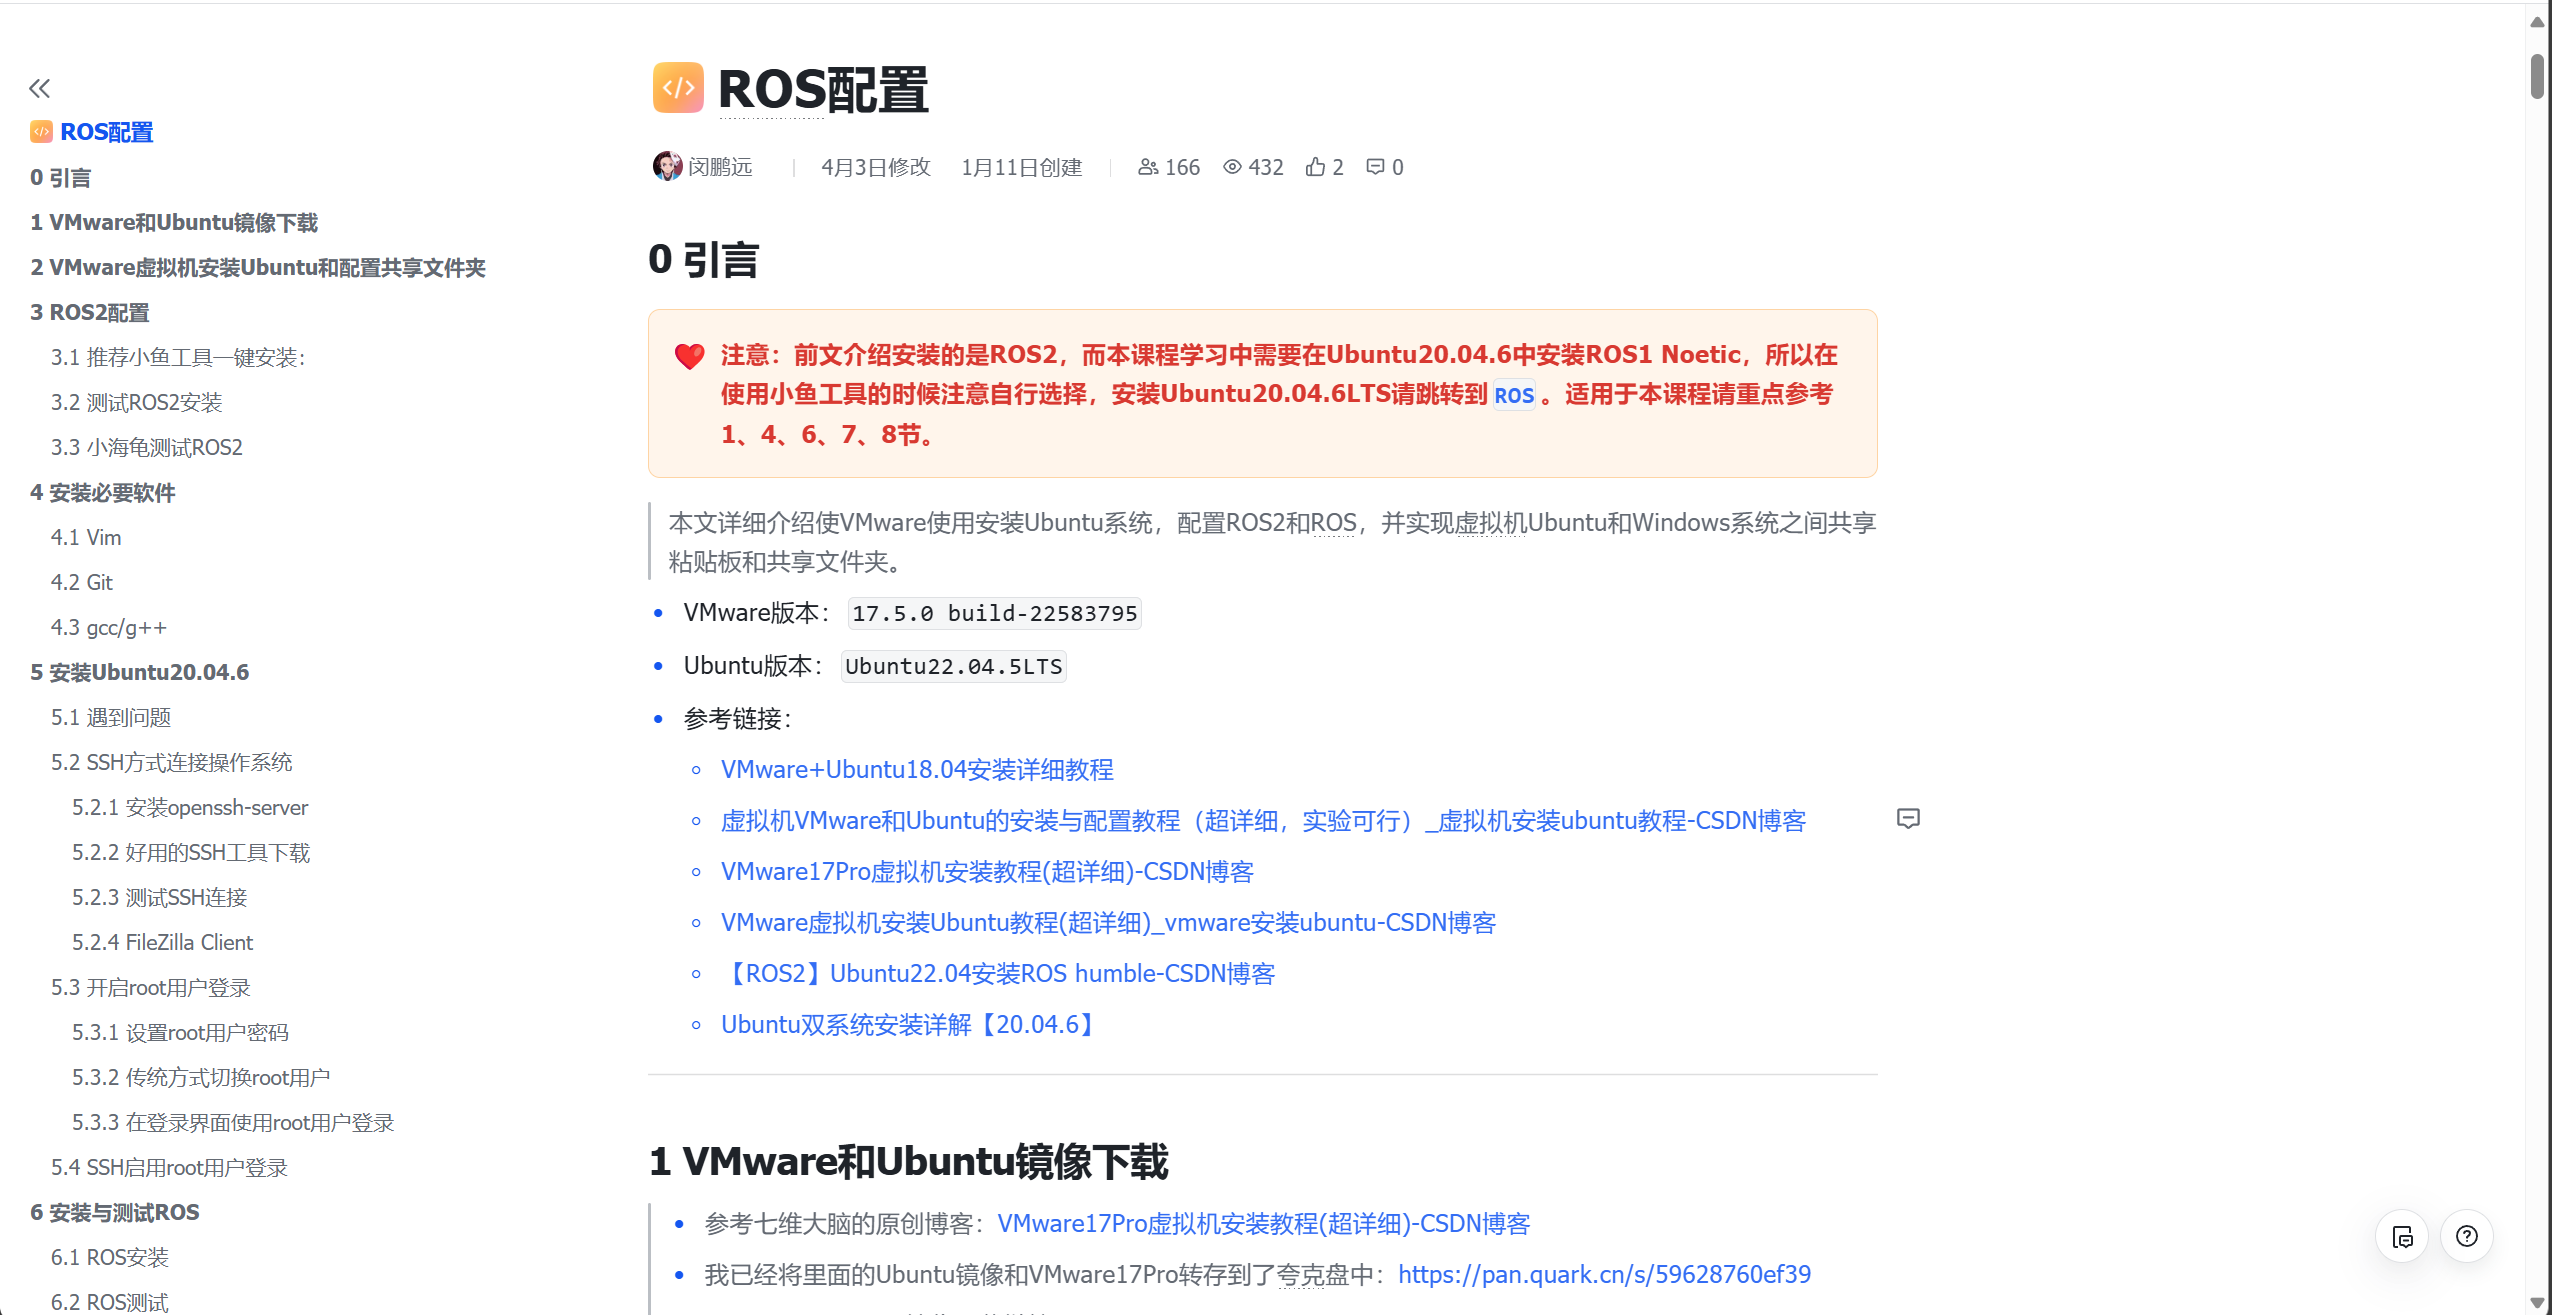 ROS配置
0 引言
1 VMware和Ubuntu镜像下载
2 VMware虚拟机安装Ubuntu和配置共享文件夹
3 ROS2配置
3.1 推荐小鱼工具一键安装：
3.2 测试ROS2安装
3.3 小海龟测试ROS2
4 安装必要软件
4.1 Vim
4.2 Git
4.3 gcc/g++
5 安装Ubuntu20.04.6
5.1 遇到问题
5.2 SSH方式连接操作系统
5.2.1 安装openssh-server
5.2.2 好用的SSH工具下载
5.2.3 测试SSH连接
5.2.4 FileZilla Client
5.3 开启root用户登录
5.3.1 设置root用户密码
5.3.2 传统方式切换root用户
5.3.3 在登录界面使用root用户登录
5.4 SSH启用root用户登录
6 安装与测试ROS
6.1 ROS安装
6.2 ROS测试
ROS配置
闵鹏远 4月3日修改 1月11日创建 166 432 2 0
0 引言
注意：前文介绍安装的是ROS2，而本课程学习中需要在Ubuntu20.04.6中安装ROS1 Noetic，所以在
使用小鱼工具的时候注意自行选择，安装Ubuntu20.04.6LTS请跳转到 ROS 。适用于本课程请重点参考
1、4、6、7、8节。
本文详细介绍使VMware使用安装Ubuntu系统，配置ROS2和ROS，并实现虚拟机Ubuntu和Windows系统之间共享
粘贴板和共享文件夹。
VMware版本： 17.5.0 build-22583795
Ubuntu版本： Ubuntu22.04.5LTS
参考链接：
VMware+Ubuntu18.04安装详细教程
虚拟机VMware和Ubuntu的安装与配置教程（超详细，实验可行）_虚拟机安装ubuntu教程-CSDN博客
VMware17Pro虚拟机安装教程(超详细)-CSDN博客
VMware虚拟机安装Ubuntu教程(超详细)_vmware安装ubuntu-CSDN博客
【ROS2】Ubuntu22.04安装ROS humble-CSDN博客
Ubuntu双系统安装详解【20.04.6】
1 VMware和Ubuntu镜像下载
参考七维大脑的原创博客：VMware17Pro虚拟机安装教程(超详细)-CSDN博客
我已经将里面的Ubuntu镜像和VMware17Pro转存到了夸克盘中：https://pan.quark.cn/s/59628760ef39